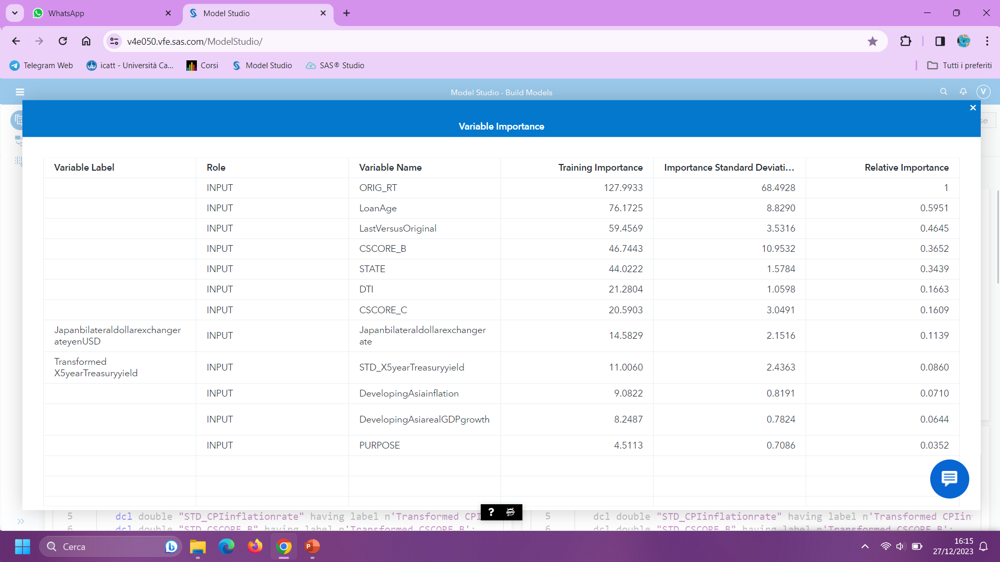 WhatsApp
Model Studio
v4e050.vfe.sas.com/ModelStudio/
Telegram Web
icatt - Università Ca...
Corsi
Model Studio
SAS® Studio
Tutti i preferiti
Model Studio - Build Models
V
se
Variable Importance
Variable Label Role Variable Name Training Importance Importance Standard Deviati... Relative Importance
INPUT ORIG_RT 127.9933 68.4928 1
INPUT LoanAge 76.1725 8.8290 0.5951
INPUT LastVersusOriginal 59.4569 3.5316 0.4645
INPUT CSCORE_B 46.7443 10.9532 0.3652
INPUT STATE 44.0222 1.5784 0.3439
INPUT DTI 21.2804 1.0598 0.1663
INPUT CSCORE_C 20.5903 3.0491 0.1609
Japanbilateraldollarexchanger
ateyenUSD
INPUT
Japanbilateraldollarexchanger
ate
14.5829 2.1516 0.1139
Transformed
X5yearTreasuryyield
INPUT STD_X5yearTreasuryyield 11.0060 2.4363 0.0860
INPUT DevelopingAsiainflation 9.0822 0.8191 0.0710
INPUT DevelopingAsiarealGDPgrowth 8.2487 0.7824 0.0644
INPUT PURPOSE 4.5113 0.7086 0.0352
?
5 dcl double "STD_CPIinflationrate" having label n'Transformed CPI
6 dcl double "STD_CSCORE_B" having label n'Transformed CSCORE_B';
5 dcl double "STD_CPIinflationrate" having label n'Transformed CPIin
6 dcl double "STD_CSCORE_B" having label n'Transformed CSCORE_B';
Cerca
16:15
27/12/2023